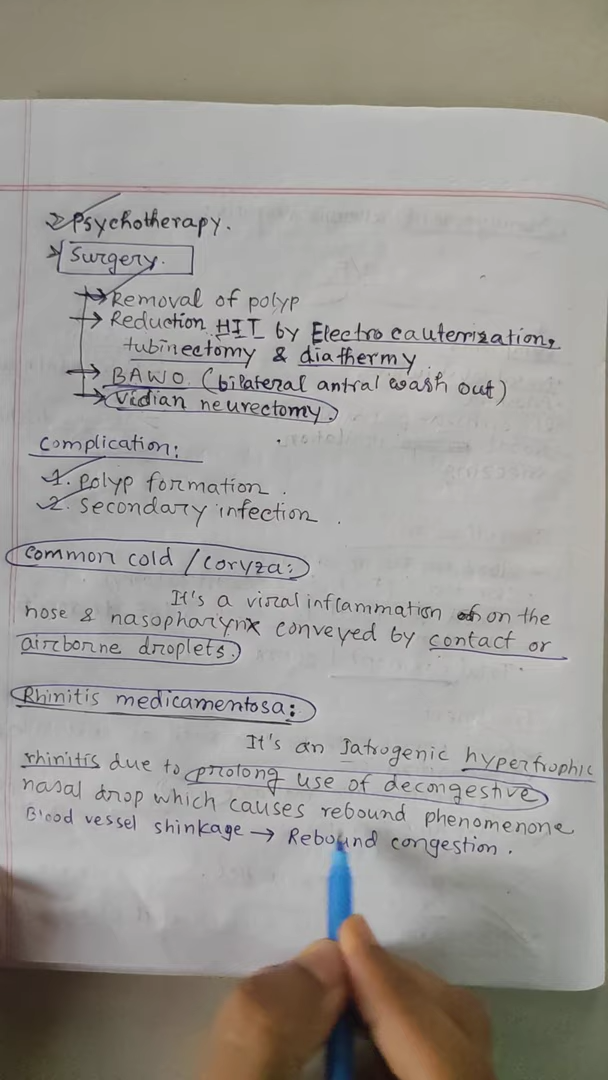 2) Psychotherapy.
Surgery.
→ Removal of polyp
→ Reduction HIT by Electro cauterrization,
tubinectomy & diathermy.
→ BAWO (bilateral antral wash out)
→ Vidian neurectomy.
Complication:
1. polyp formation.
2. Secondary infection.
Common cold / Coryza:
It's a viral inflammation on the
nose & nasopharynx conveyed by contact or
airborne droplets.
Rhinitis medicamentosa:
It's an Iatrogenic hypertrophic
rhinitis due to prolong use of decongestive
nasal drop which causes rebound phenomenone
Blood vessel shinkage → Rebound congestion.